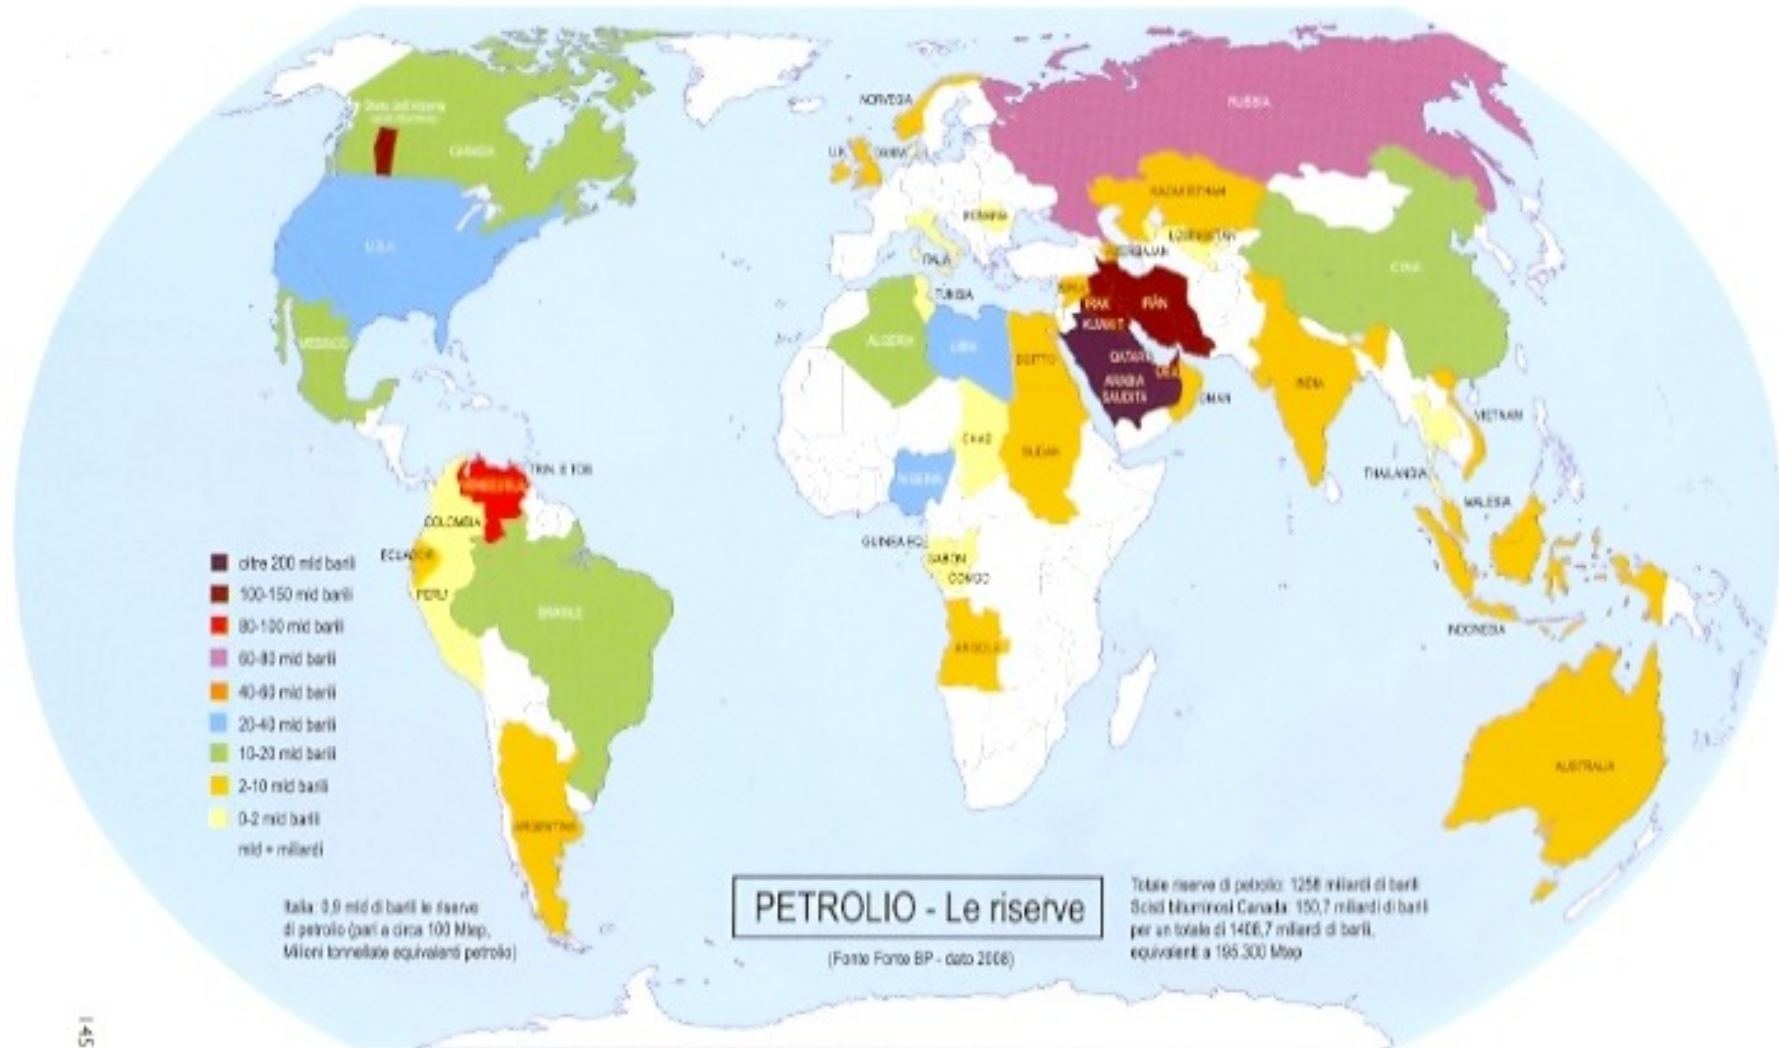 NORVEGIA
RUSSIA
CANADA
U.K.
KAZAKISTHAN
ROMANIA
UZBEKISTAN
U.S.A.
CINA
ITALIA
TUNISIA
SIRIA
IRAK
IRAN
KUWAIT
MESSICO
ALGERIA
LIBIA
EGITTO
QATAR
UEA
INDIA
ARABIA
SAUDITA
OMAN
VIETNAM
CHAD
SUDAN
TRIN. E TOB
THAILANDIA
VENEZUELA
NIGERIA
MALESIA
COLOMBIA
GUINEA EQ.
ECUADOR
GABON
CONGO
PERU
BRASILE
INDONESIA
ANGOLA
AUSTRALIA
ARGENTINA
oltre 200 mld barili
100-150 mld barili
80-100 mld barili
60-80 mld barili
40-60 mld barili
20-40 mld barili
10-20 mld barili
2-10 mld barili
0-2 mld barili
mld = miliardi
Italia: 0,9 mld di barili le riserve
di petrolio (pari a circa 100 Mtep,
Milioni tonnellate equivalenti petrolio)
PETROLIO - Le riserve
(Fonte Fonte BP - dato 2008)
Totale riserve di petrolio: 1258 miliardi di barili
Scisti bituminosi Canada: 150,7 miliardi di barili
per un totale di 1408,7 miliardi di barili,
equivalenti a 195.300 Mtep
145